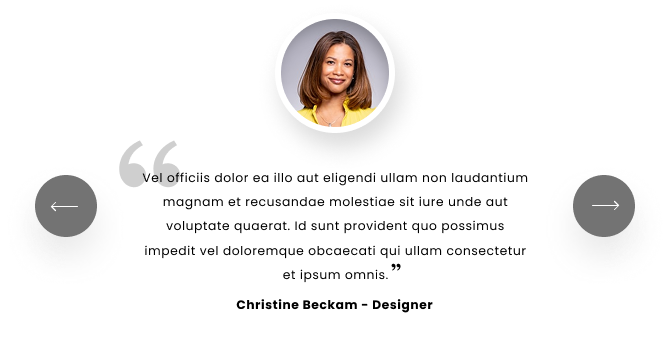 “
Vel officiis dolor ea illo aut eligendi ullam non laudantium
magnam et recusandae molestiae sit iure unde aut
voluptate quaerat. Id sunt provident quo possimus
impedit vel doloremque obcaecati qui ullam consectetur
et ipsum omnis.”
Christine Beckam - Designer